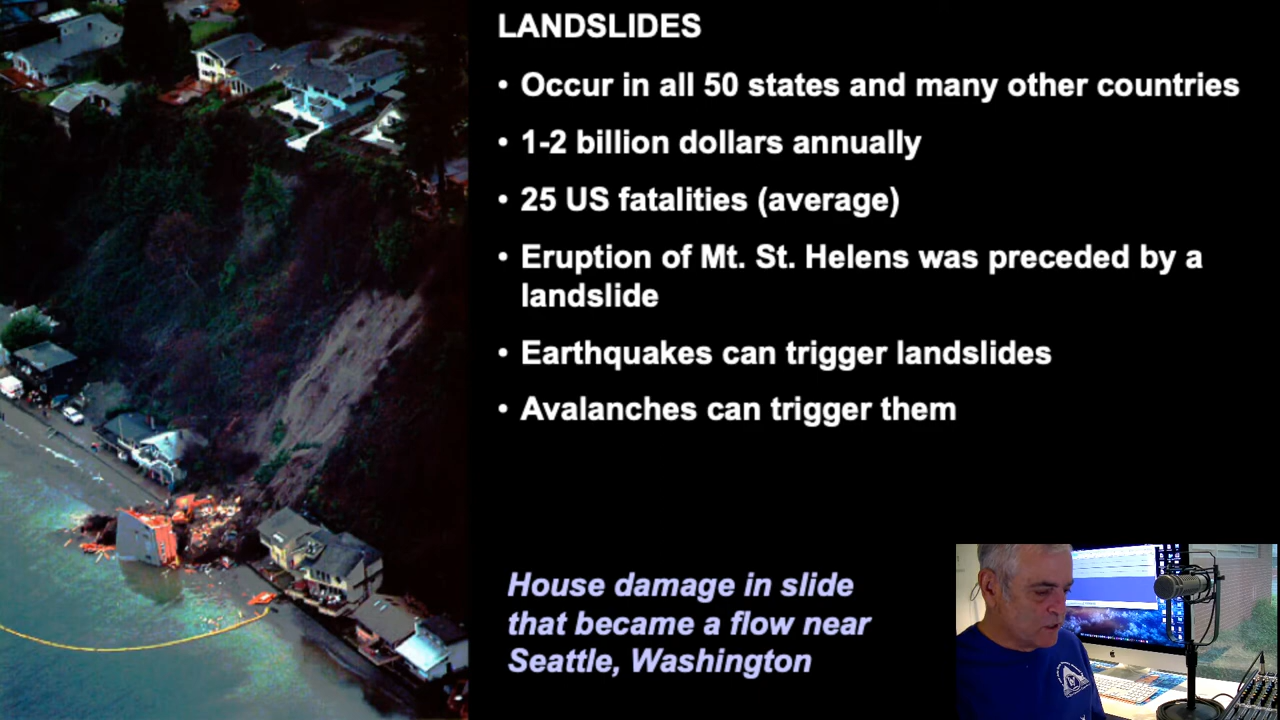 LANDSLIDES
• Occur in all 50 states and many other countries
• 1-2 billion dollars annually
• 25 US fatalities (average)
• Eruption of Mt. St. Helens was preceded by a
landslide
• Earthquakes can trigger landslides
• Avalanches can trigger them
House damage in slide
that became a flow near
Seattle, Washington